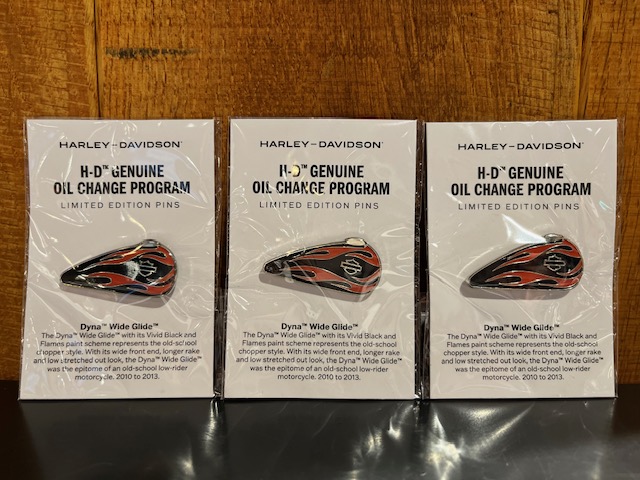 HARLEY-DAVIDSON
H-D™ GENUINE
OIL CHANGE PROGRAM
LIMITED EDITION PINS
Dyna™ Wide Glide™
The Dyna™ Wide Glide™ with its Vivid Black and
Flames paint scheme represents the old-school
chopper style. With its wide front end, longer rake
and low stretched out look, the Dyna™ Wide Glide™
was the epitome of an old-school low-rider
motorcycle. 2010 to 2013.
HARLEY-DAVIDSON
H-D™ GENUINE
OIL CHANGE PROGRAM
LIMITED EDITION PINS
Dyna™ Wide Glide™
The Dyna™ Wide Glide™ with its Vivid Black and
Flames paint scheme represents the old-school
chopper style. With its wide front end, longer rake
and low stretched out look, the Dyna™ Wide Glide™
was the epitome of an old-school low-rider
motorcycle. 2010 to 2013.
HARLEY-DAVIDSON
H-D™ GENUINE
OIL CHANGE PROGRAM
LIMITED EDITION PINS
Dyna™ Wide Glide™
The Dyna™ Wide Glide™ with its Vivid Black and
Flames paint scheme represents the old-school
chopper style. With its wide front end, longer rake
and low stretched out look, the Dyna™ Wide Glide™
was the epitome of an old-school low-rider
motorcycle. 2010 to 2013.